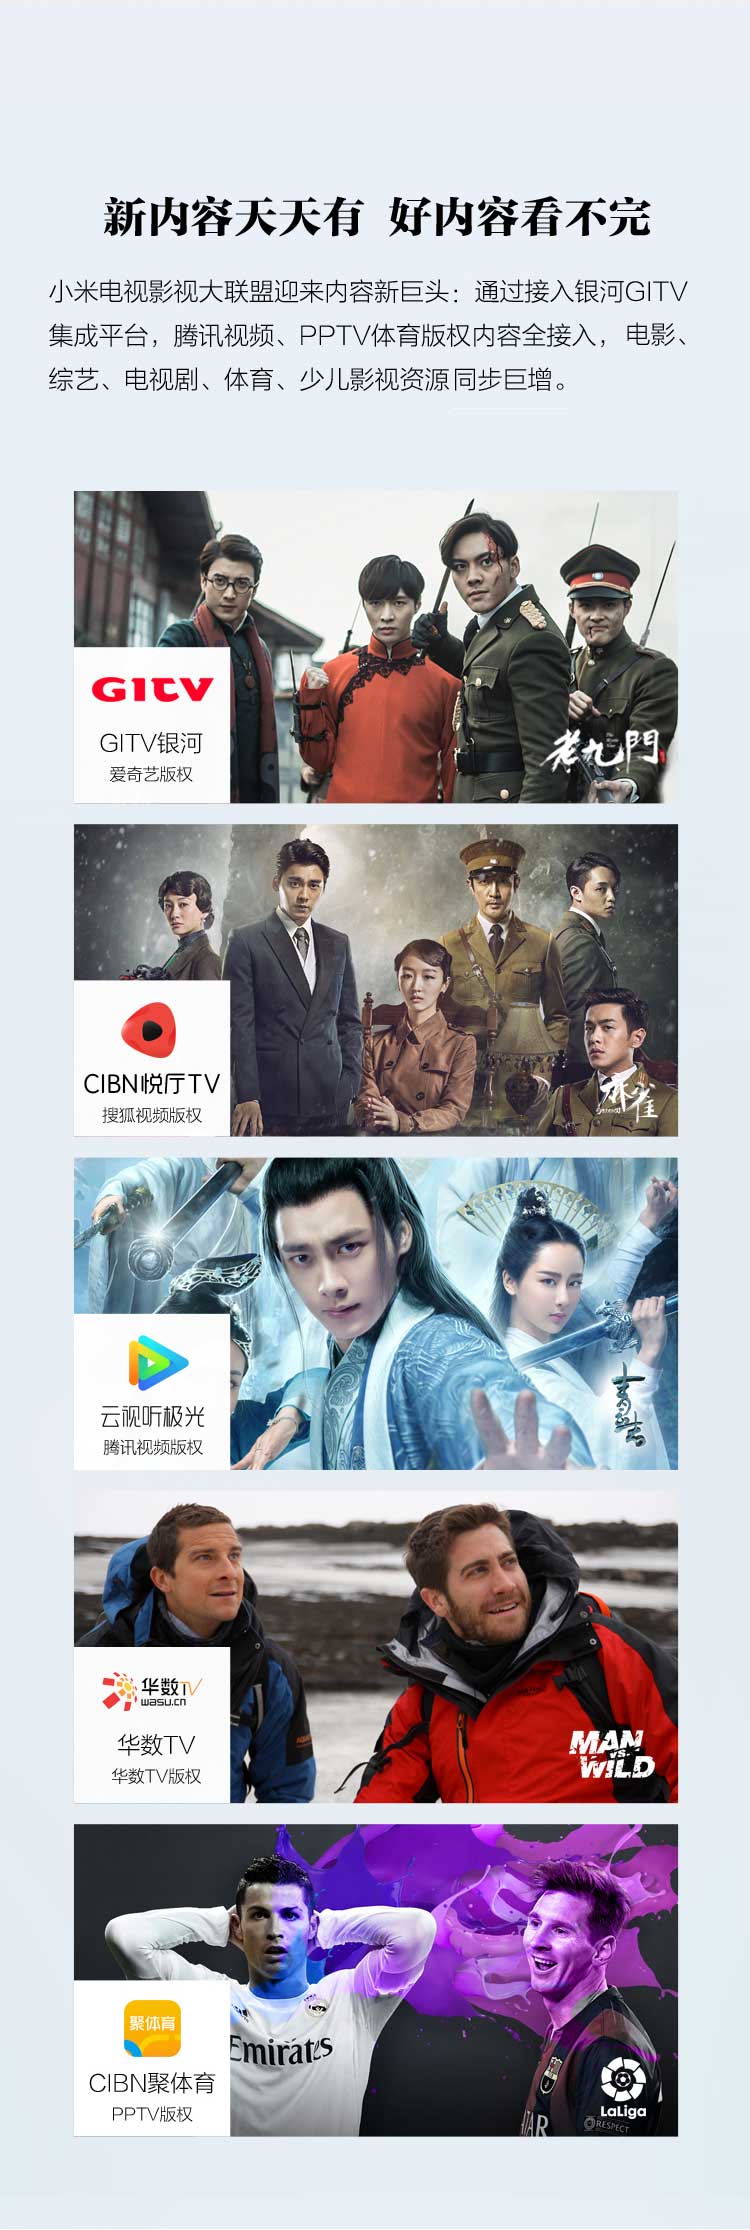 新内容天天有 好内容看不完
小米电视影视大联盟迎来内容新巨头：通过接入银河GITV
集成平台，腾讯视频、PPTV体育版权内容全接入，电影、
综艺、电视剧、体育、少儿影视资源同步巨增。
老九門
GITV
GITV银河
爱奇艺版权
麻雀
CIBN悦厅TV
搜狐视频版权
青云志
云视听极光
腾讯视频版权
华数TV
wasu.cn
华数TV
华数TV版权
MAN
VS.
WILD
Emirates
聚体育
CIBN聚体育
PPTV版权
LaLiga
RESPECT